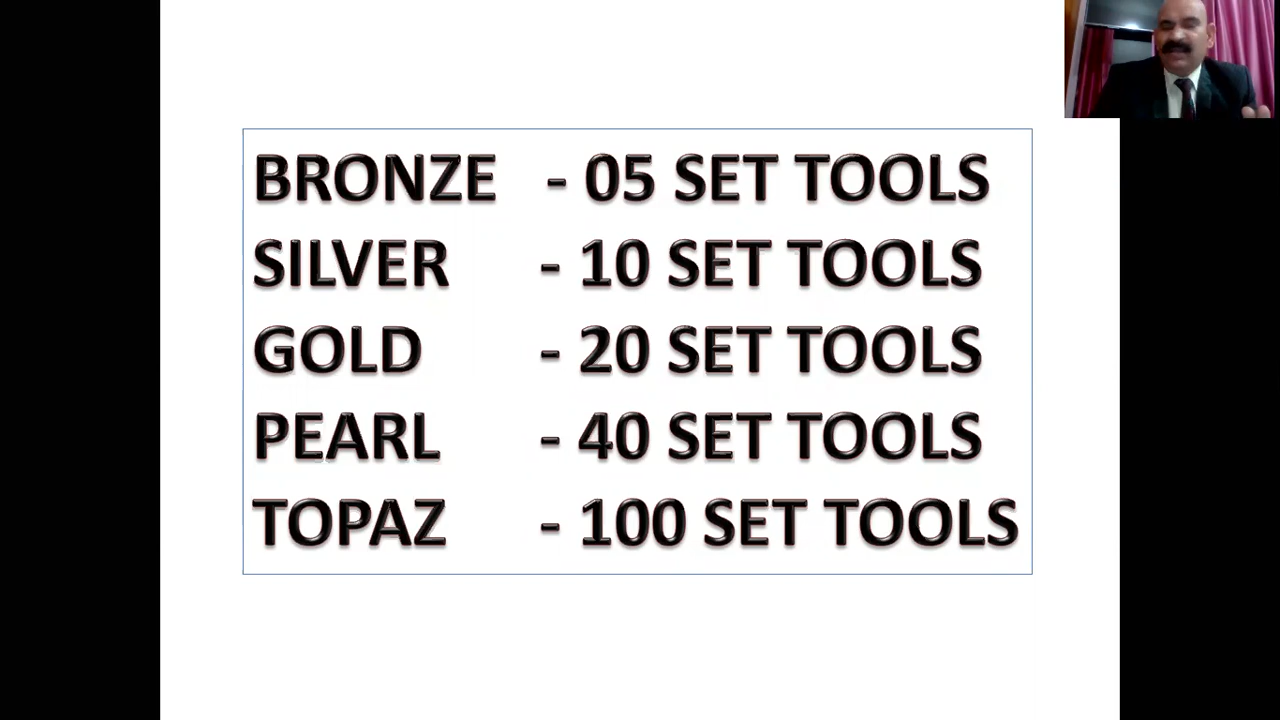 BRONZE - 05 SET TOOLS
SILVER - 10 SET TOOLS
GOLD - 20 SET TOOLS
PEARL - 40 SET TOOLS
TOPAZ - 100 SET TOOLS